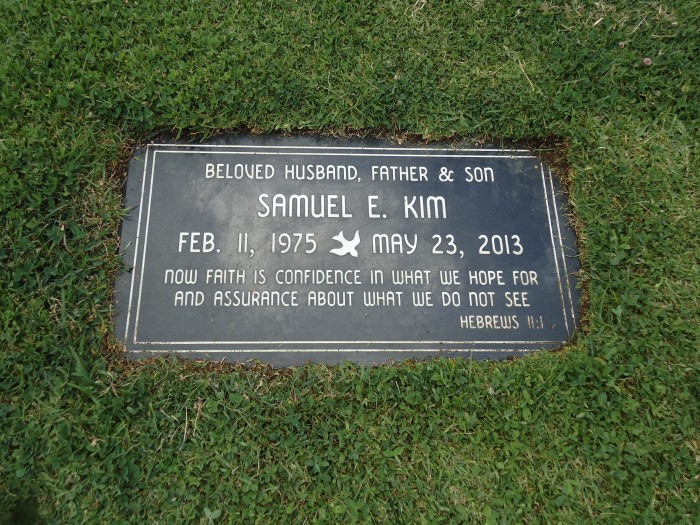 BELOVED HUSBAND, FATHER & SON
SAMUEL E. KIM
FEB. 11, 1975 MAY 23, 2013
NOW FAITH IS CONFIDENCE IN WHAT WE HOPE FOR
AND ASSURANCE ABOUT WHAT WE DO NOT SEE
HEBREWS 11:1